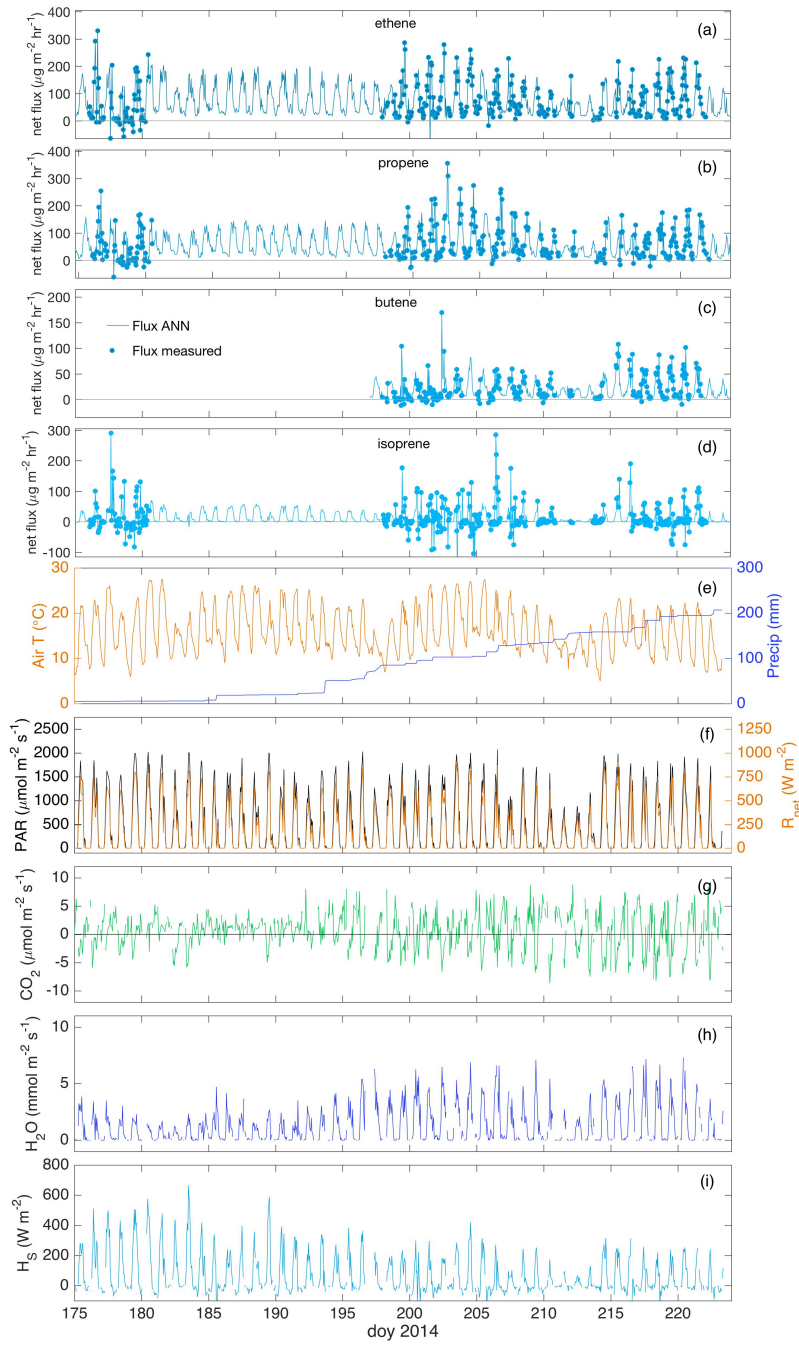 ethene
(a)
400
300
200
100
0
net flux (μg m-2 hr-1)
propene
(b)
400
300
200
100
0
net flux (μg m-2 hr-1)
butene
(c)
200
150
100
50
0
net flux (μg m-2 hr-1)
Flux ANN
Flux measured
isoprene
(d)
300
200
100
0
-100
net flux (μg m-2 hr-1)
(e)
30
20
10
0
Air T (°C)
300
200
100
0
Precip (mm)
(f)
2500
2000
1500
1000
500
0
PAR (μmol m-2 s-1)
1250
1000
750
500
250
0
Rnet (W m-2)
(g)
10
5
0
-5
-10
CO2 (μmol m-2 s-1)
(h)
10
5
0
H2O (mmol m-2 s-1)
(i)
800
600
400
200
0
HS (W m-2)
175 180 185 190 195 200 205 210 215 220
doy 2014